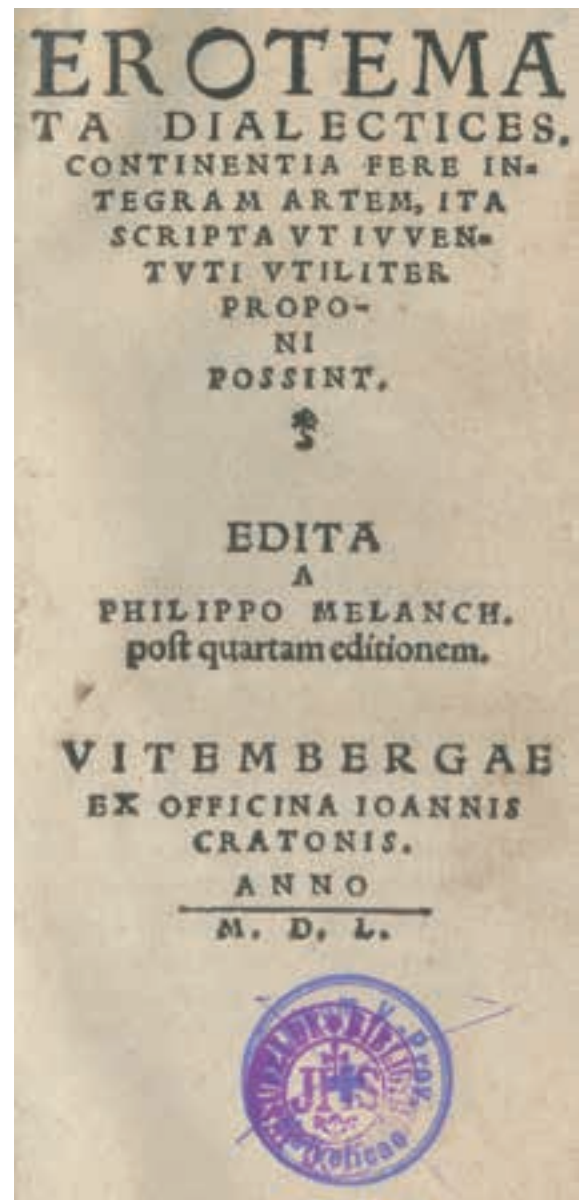 EROTEMA
TA DIALECTICES.
CONTINENTIA FERE IN=
TEGRAM ARTEM, ITA
SCRIPTA VT IVVEN=
TVTI VTILITER
PROPO-
NI
POSSINT.
EDITA
A
PHILIPPO MELANCH.
poſt quartam editionem.
VITEMBERGAE
EX OFFICINA IOANNIS
CRATONIS.
ANNO
M. D. L.
JHS